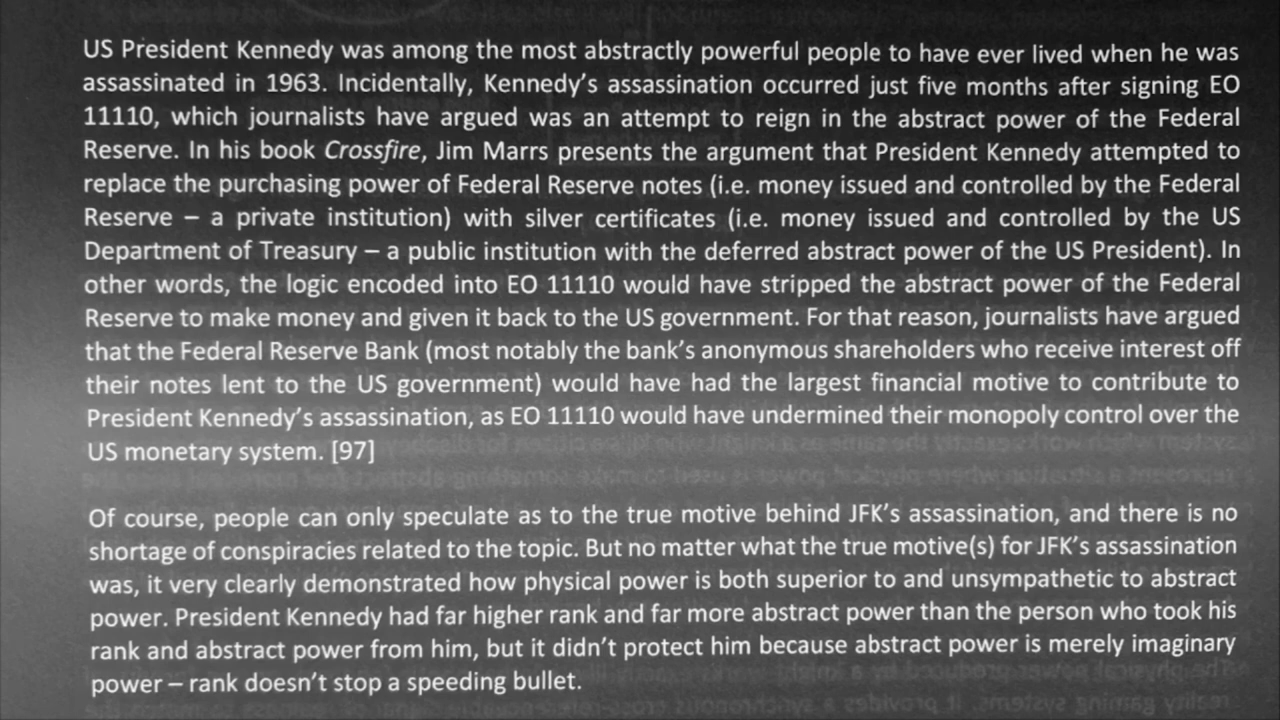 US President Kennedy was among the most abstractly powerful people to have ever lived when he was
assassinated in 1963. Incidentally, Kennedy's assassination occurred just five months after signing EO
11110, which journalists have argued was an attempt to reign in the abstract power of the Federal
Reserve. In his book Crossfire, Jim Marrs presents the argument that President Kennedy attempted to
replace the purchasing power of Federal Reserve notes (i.e. money issued and controlled by the Federal
Reserve – a private institution) with silver certificates (i.e. money issued and controlled by the US
Department of Treasury – a public institution with the deferred abstract power of the US President). In
other words, the logic encoded into EO 11110 would have stripped the abstract power of the Federal
Reserve to make money and given it back to the US government. For that reason, journalists have argued
that the Federal Reserve Bank (most notably the bank's anonymous shareholders who receive interest off
their notes lent to the US government) would have had the largest financial motive to contribute to
President Kennedy's assassination, as EO 11110 would have undermined their monopoly control over the
US monetary system. [97]
Of course, people can only speculate as to the true motive behind JFK's assassination, and there is no
shortage of conspiracies related to the topic. But no matter what the true motive(s) for JFK's assassination
was, it very clearly demonstrated how physical power is both superior to and unsympathetic to abstract
power. President Kennedy had far higher rank and far more abstract power than the person who took his
rank and abstract power from him, but it didn't protect him because abstract power is merely imaginary
power – rank doesn't stop a speeding bullet.